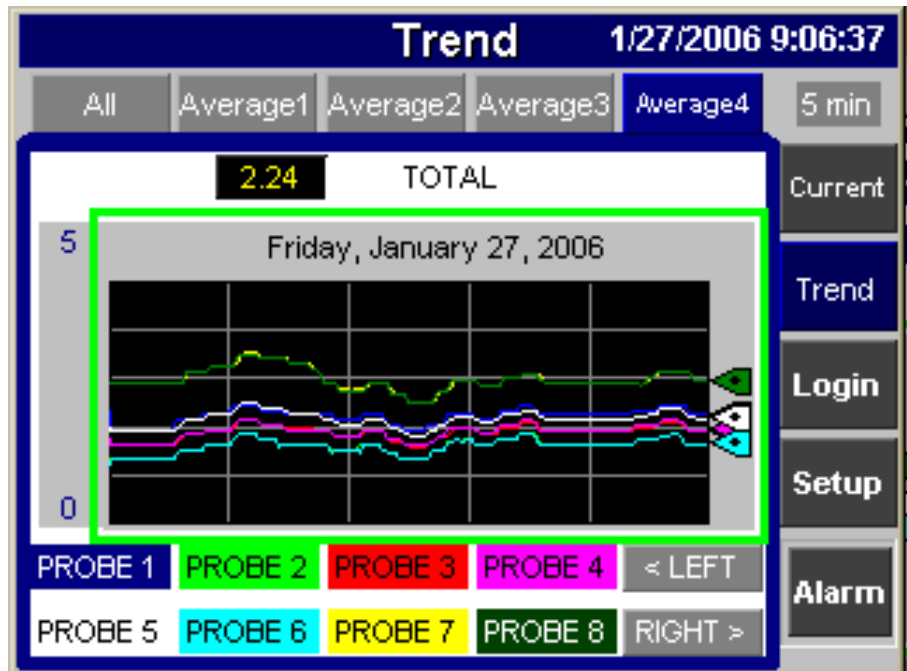 Trend 1/27/2006 9:06:37
All Average1 Average2 Average3 Average4 5 min
2.24 TOTAL
Current
5
Friday, January 27, 2006
Trend
Login
Setup
0
PROBE 1 PROBE 2 PROBE 3 PROBE 4 < LEFT
Alarm
PROBE 5 PROBE 6 PROBE 7 PROBE 8 RIGHT >